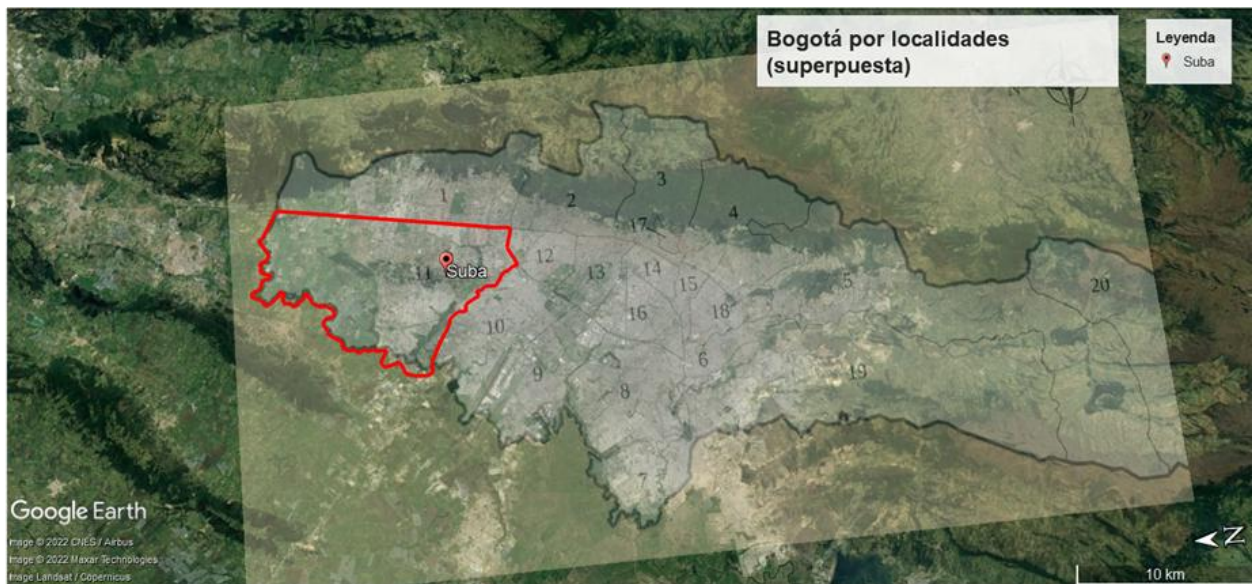 Bogotá por localidades
(superpuesta)
Leyenda
Suba
N
1
2
3
17
4
11
Suba
12
13
14
15
5
20
10
16
18
9
8
6
19
7
Google Earth
Image © 2022 CNES / Airbus
Image © 2022 Maxar Technologies
Image Landsat / Copernicus
N
10 km